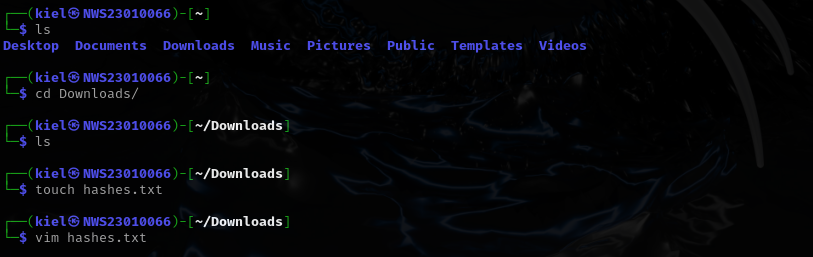 ┌──(kiel㉿NWS23010066)-[~]
└─$ ls
Desktop  Documents  Downloads  Music  Pictures  Public  Templates  Videos
┌──(kiel㉿NWS23010066)-[~]
└─$ cd Downloads/
┌──(kiel㉿NWS23010066)-[~/Downloads]
└─$ ls
┌──(kiel㉿NWS23010066)-[~/Downloads]
└─$ touch hashes.txt
┌──(kiel㉿NWS23010066)-[~/Downloads]
└─$ vim hashes.txt